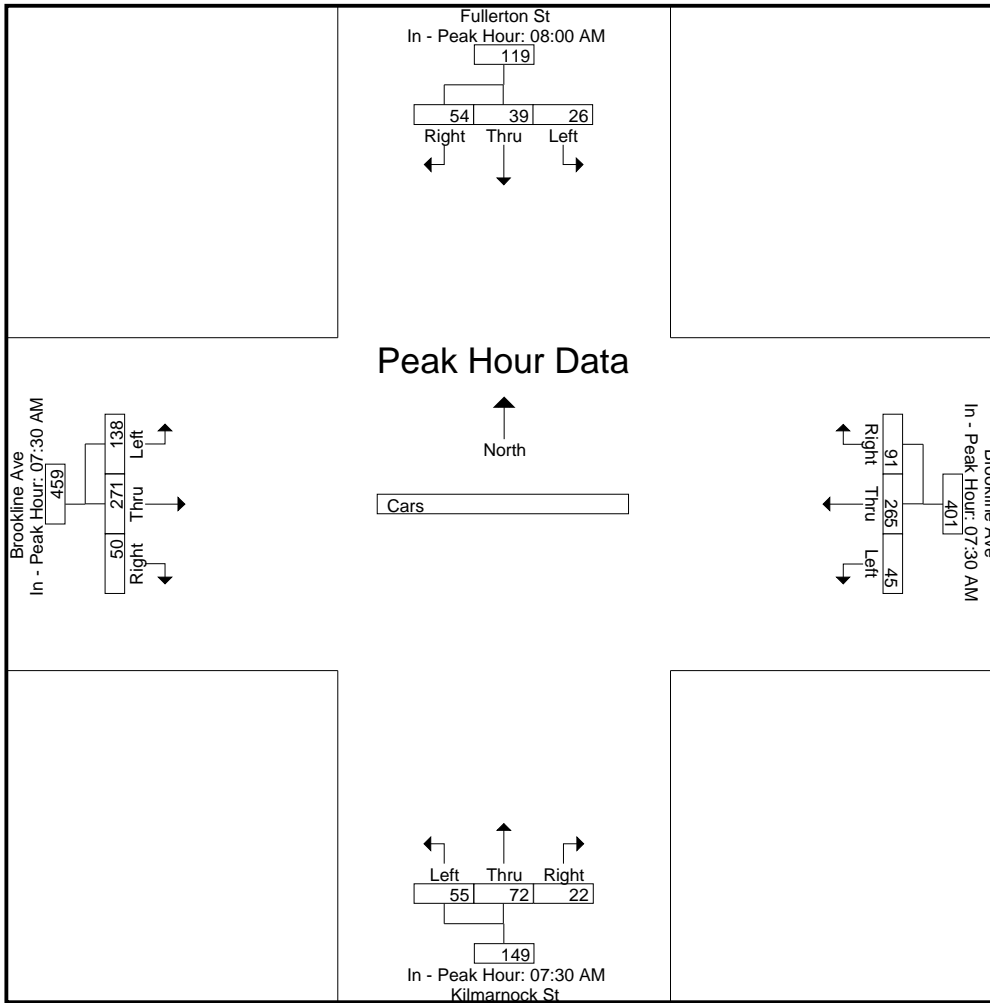 Fullerton St
In - Peak Hour: 08:00 AM
119
54 39 26
Right Thru Left
Peak Hour Data
North
Cars
Brookline Ave
In - Peak Hour: 07:30 AM
459
138 271 50
Left Thru Right
Brookline Ave
In - Peak Hour: 07:30 AM
401
91 265 45
Right Thru Left
Left Thru Right
55 72 22
149
In - Peak Hour: 07:30 AM
Kilmarnock St